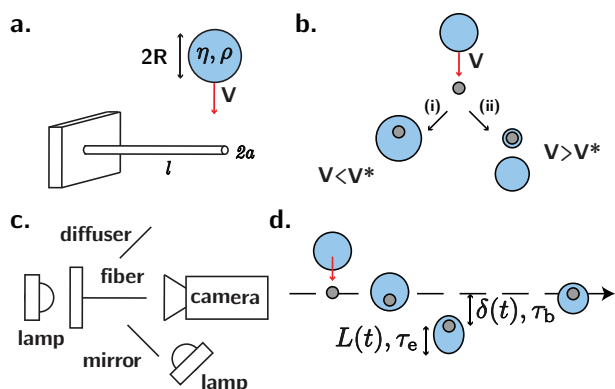 a.
2R
η, ρ
V
l
2a
b.
V
(i)
(ii)
V<V*
V>V*
c.
diffuser
fiber
camera
lamp
mirror
lamp
d.
δ(t), τ_b
L(t), τ_e